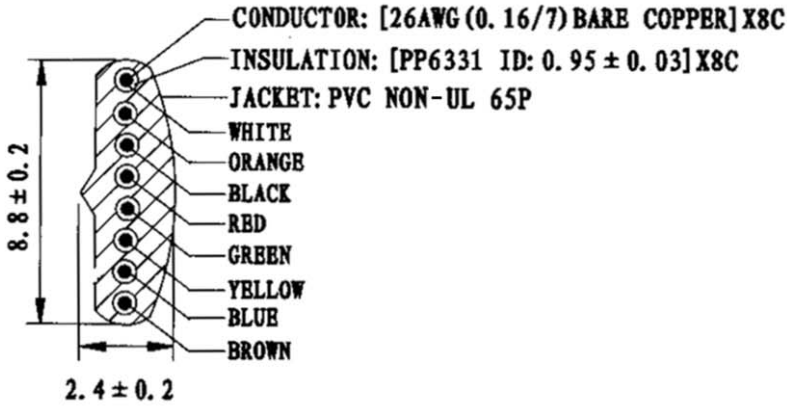 CONDUCTOR: [26AWG(0.16/7)BARE COPPER]X8C
INSULATION: [PP6331 ID:0.95±0.03]X8C
JACKET: PVC NON-UL 65P
WHITE
ORANGE
BLACK
RED
GREEN
YELLOW
BLUE
BROWN
8.8±0.2
2.4±0.2